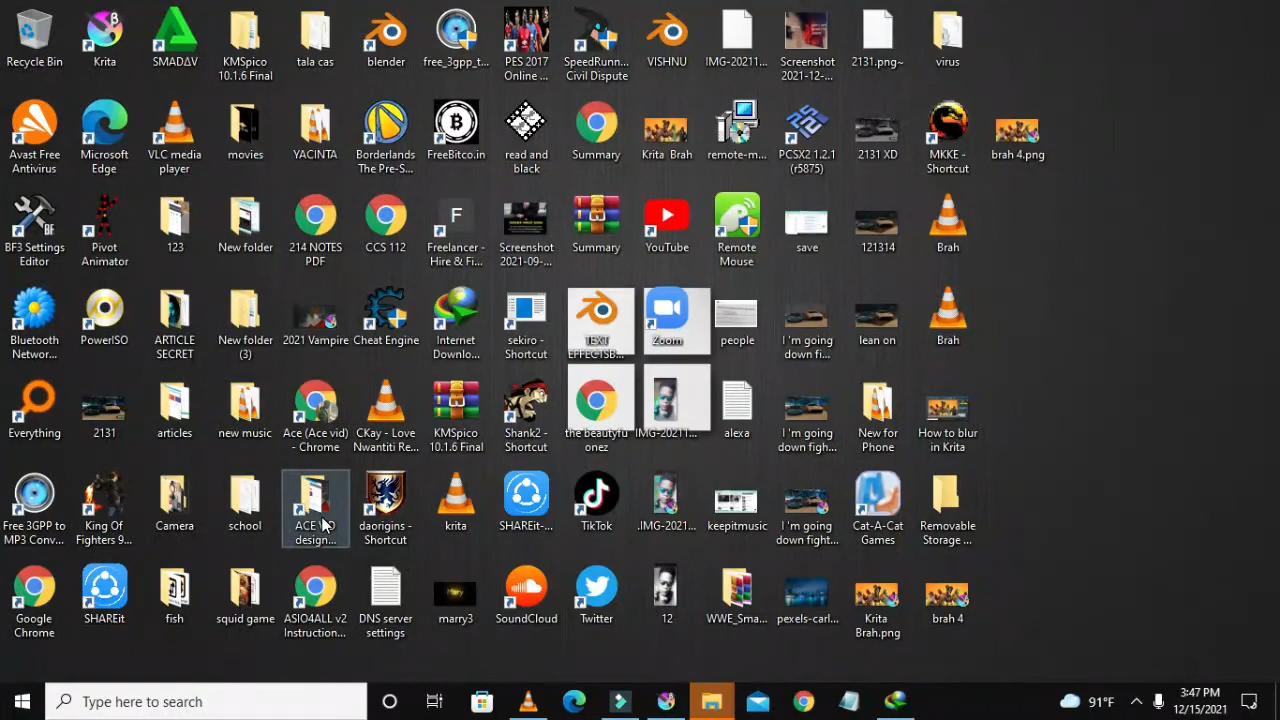 Recycle Bin
Krita
SMADΔV
KMSpico
10.1.6 Final
tala cas
blender
free_3gpp_t...
PES 2017
Online ...
SpeedRunn...
Civil Dispute
VISHNU
IMG-20211...
Screenshot
2021-12-...
2131.png~
virus
Avast Free
Antivirus
Microsoft
Edge
VLC media
player
movies
YACINTA
Borderlands
The Pre-S...
FreeBitco.in
read and
black
Summary
Krita Brah
remote-m...
PCSX2 1.2.1
(r5875)
2131 XD
MKKE -
Shortcut
brah 4.png
BF3 Settings
Editor
Pivot
Animator
123
New folder
214 NOTES
PDF
CCS 112
Freelancer -
Hire & Fi...
Screenshot
2021-09-...
Summary
YouTube
Remote
Mouse
save
121314
Brah
Bluetooth
Networ...
PowerISO
ARTICLE
SECRET
New folder
(3)
2021 Vampire
Cheat Engine
Internet
Downlo...
sekiro -
Shortcut
TEXT
EFFECTSB...
Zoom
people
I 'm going
down fi...
lean on
Brah
Everything
2131
articles
new music
Ace (Ace vid)
- Chrome
CKay - Love
Nwantiti Re...
KMSpico
10.1.6 Final
Shank2 -
Shortcut
the beautyfu
onez
IMG-20211...
alexa
I 'm going
down figh...
New for
Phone
How to blur
in Krita
Free 3GPP to
MP3 Conv...
King Of
Fighters 9...
Camera
school
design...
daorigins -
Shortcut
krita
SHAREit-...
TikTok
.IMG-2021...
keepitmusic
I 'm going
down fight...
Cat-A-Cat
Games
Removable
Storage ...
Google
Chrome
SHAREit
fish
squid game
ASIO4ALL v2
Instruction...
DNS server
settings
marry3
SoundCloud
Twitter
12
WWE_Sma...
pexels-carl...
Krita
Brah.png
brah 4
Type here to search
91°F
3:47 PM
12/15/2021